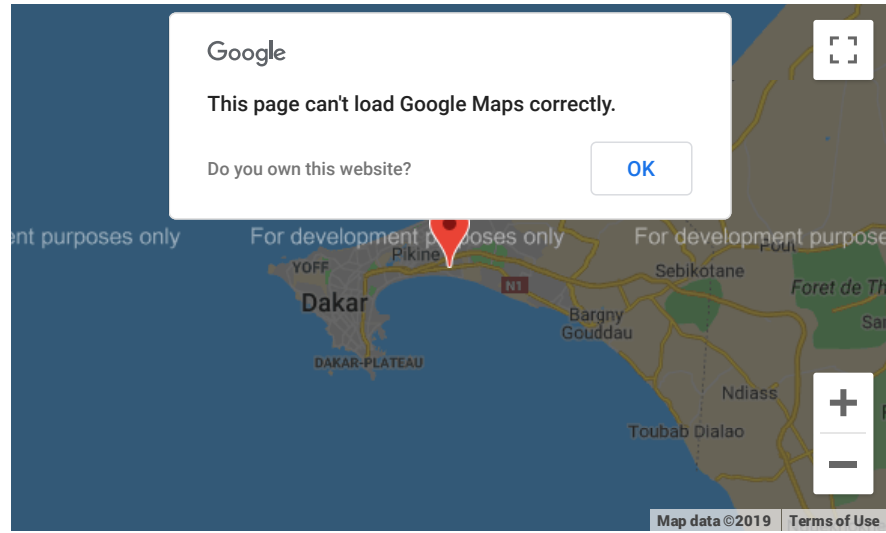 Google
This page can't load Google Maps correctly.
Do you own this website?
OK
ent purposes only
For development purposes only
For development purpose
Pout
Pikine
YOFF
Sebikotane
N1
Foret de Th
Dakar
Bargny
Gouddau
Sa
DAKAR-PLATEAU
Ndiass
Toubab Dialao
Map data ©2019
Terms of Use